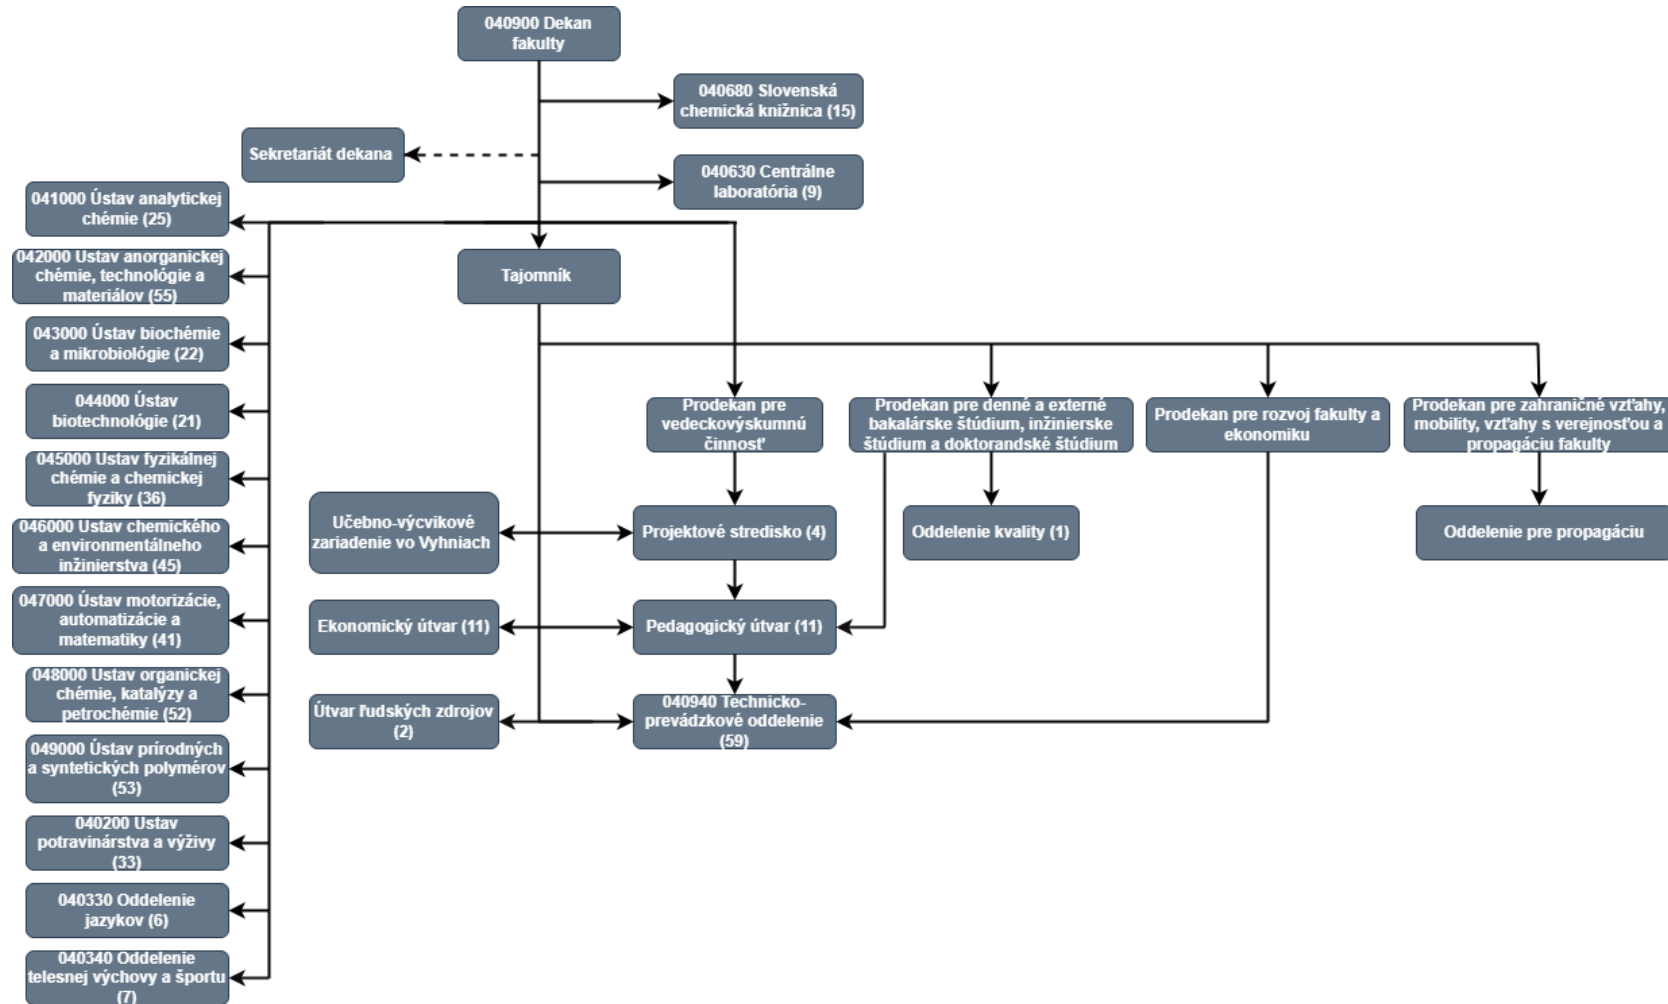 040900 Dekan
fakulty
040680 Slovenská
chemická knižnica (15)
Sekretariát dekana
040630 Centrálne
laboratória (9)
041000 Ústav analytickej
chémie (25)
042000 Ustav anorganickej
chémie, technológie a
materiálov (55)
Tajomník
043000 Ústav biochémie
a mikrobiológie (22)
044000 Ústav
biotechnológie (21)
Prodekan pre
vedeckovýskumnú
činnosť
Prodekan pre denné a externé
bakalárske štúdium, inžinierske
štúdium a doktorandské štúdium
Prodekan pre rozvoj fakulty a
ekonomiku
Prodekan pre zahraničné vzťahy,
mobility, vzťahy s verejnosťou a
propagáciu fakulty
045000 Ustav fyzikálnej
chémie a chemickej
fyziky (36)
046000 Ustav chemického
a environmentálneho
inžinierstva (45)
Učebno-výcvikové
zariadenie vo Vyhniach
Projektové stredisko (4)
Oddelenie kvality (1)
Oddelenie pre propagáciu
047000 Ústav motorizácie,
automatizácie a
matematiky (41)
Ekonomický útvar (11)
Pedagogický útvar (11)
048000 Ustav organickej
chémie, katalýzy a
petrochémie (52)
Útvar ľudských zdrojov
(2)
040940 Technicko-
prevádzkové oddelenie
(59)
049000 Ústav prírodných
a syntetických polymérov
(53)
040200 Ustav
potravinárstva a výživy
(33)
040330 Oddelenie
jazykov (6)
040340 Oddelenie
telesnej výchovy a športu
(7)